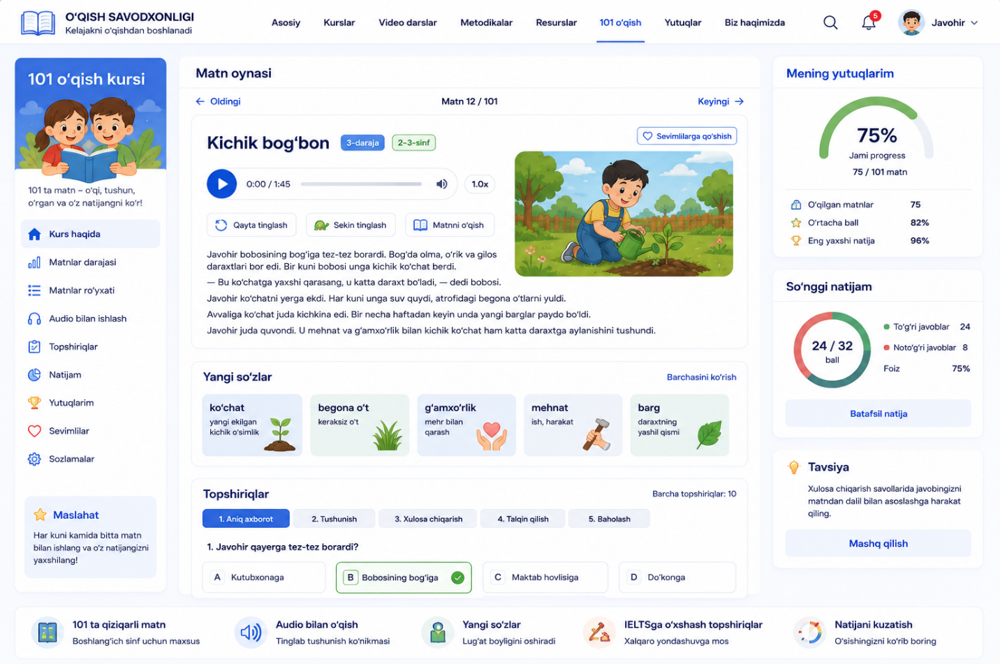 O‘QISH SAVODXONLIGI
Kelajakni o‘qishdan boshlanadi
Asosiy
Kurslar
Video darslar
Metodikalar
Resurslar
101 o‘qish
Yutuqlar
Biz haqimizda
5
Javohir
101 o‘qish kursi
101 ta matn – o‘qi, tushun,
o‘rgan va o‘z natijangni ko‘r!
Kurs haqida
Matnlar darajasi
Matnlar ro‘yxati
Audio bilan ishlash
Topshiriqlar
Natijam
Yutuqlarim
Sevimlilar
Sozlamalar
Maslahat
Har kuni kamida bitta matn
bilan ishlang va o‘z natijangizni
yaxshilang!
Matn oynasi
Oldingi
Matn 12 / 101
Keyingi
Kichik bog‘bon
3-daraja
2–3-sinf
Sevimlilarga qo‘shish
0:00 / 1:45
1.0x
Qayta tinglash
Sekin tinglash
Matnni o‘qish
Javohir bobosining bog‘iga tez-tez borardi. Bog‘da olma, o‘rik va gilos
daraxtlari bor edi. Bir kuni bobosi unga kichik ko‘chat berdi.
— Bu ko‘chatga yaxshi qarasang, u katta daraxt bo‘ladi, — dedi bobosi.
Javohir ko‘chatni yerga ekdi. Har kuni unga suv quydi, atrofidagi begona o‘tlarni yuldi.
Avvaliga ko‘chat juda kichkina edi. Bir necha haftadan keyin unda yangi barglar paydo bo‘ldi.
Javohir juda quvondi. U mehnat va g‘amxo‘rlik bilan kichik ko‘chat ham katta daraxtga aylanishini tushundi.
Yangi so‘zlar
Barchasini ko‘rish
ko‘chat
yangi ekilgan
kichik o‘simlik
begona o‘t
keraksiz o‘t
g‘amxo‘rlik
mehr bilan
qarash
mehnat
ish, harakat
barg
daraxtning
yashil qismi
Topshiriqlar
Barcha topshiriqlar: 10
1. Aniq axborot
2. Tushunish
3. Xulosa chiqarish
4. Talqin qilish
5. Baholash
1. Javohir qayerga tez-tez borardi?
A Kutubxonaga
B Bobosining bog‘iga
C Maktab hovlisiga
D Do‘konga
Mening yutuqlarim
75%
Jami progress
75 / 101 matn
O‘qilgan matnlar 75
O‘rtacha ball 82%
Eng yaxshi natija 96%
So‘nggi natijam
24 / 32
ball
To‘g‘ri javoblar 24
Noto‘g‘ri javoblar 8
Foiz 75%
Batafsil natija
Tavsiya
Xulosa chiqarish savollarida javobingizni
matndan dalil bilan asoslashga harakat
qiling.
Mashq qilish
101 ta qiziqarli matn
Boshlang‘ich sinf uchun maxsus
Audio bilan o‘qish
Tinglab tushunish ko‘nikmasi
Yangi so‘zlar
Lug‘at boyligini oshiradi
IELTSga o‘xshash topshiriqlar
Xalqaro yondashuvga mos
Natijani kuzatish
O‘sishingizni ko‘rib boring